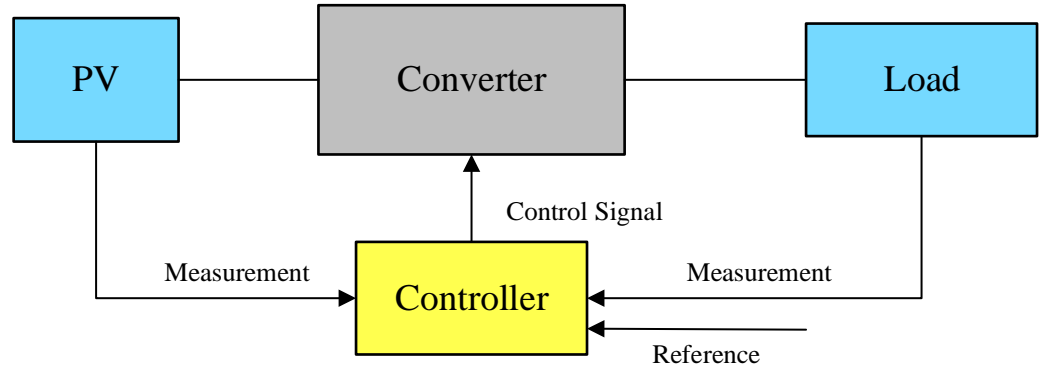 PV
Converter
Load
Control Signal
Measurement
Controller
Measurement
Reference